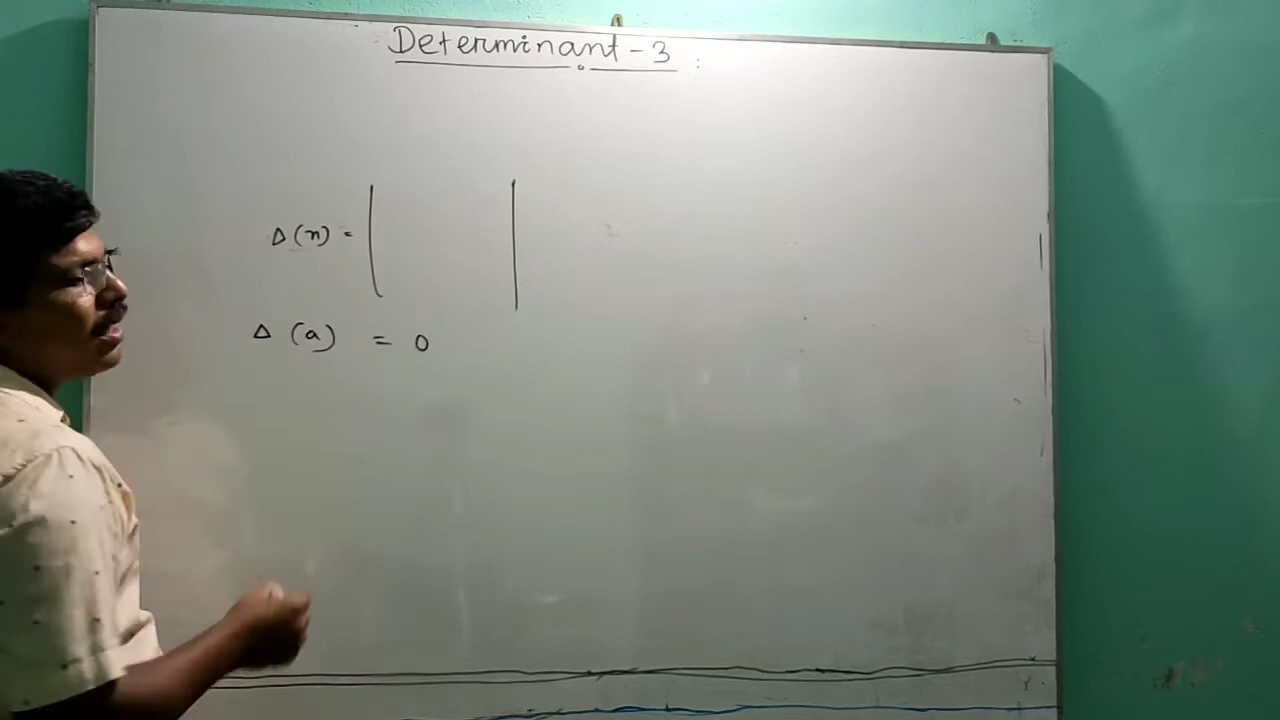 Determinant - 3 :
Δ(x) = | |
Δ (a) = 0